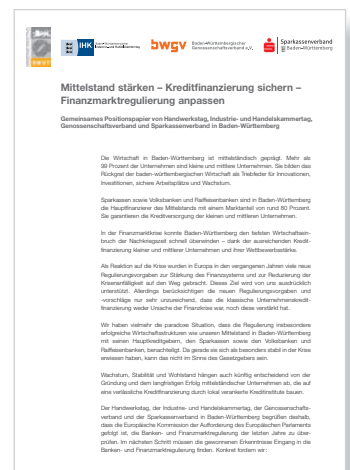 BWHT
IHK
bwgv Baden-Württembergischer
Genossenschaftsverband e.V.
Sparkassenverband
Baden-Württemberg
Mittelstand stärken – Kreditfinanzierung sichern –
Finanzmarktregulierung anpassen
Gemeinsames Positionspapier von Handwerkstag, Industrie- und Handelskammertag,
Genossenschaftsverband und Sparkassenverband in Baden-Württemberg
Die Wirtschaft in Baden-Württemberg ist mittelständisch geprägt. Mehr als
99 Prozent der Unternehmen sind kleine und mittlere Unternehmen. Sie bilden das
Rückgrat der baden-württembergischen Wirtschaft als Triebfeder für Innovationen,
Investitionen, sichere Arbeitsplätze und Wachstum.
Sparkassen sowie Volksbanken und Raiffeisenbanken sind in Baden-Württemberg
die Hauptfinanzierer des Mittelstands mit einem Marktanteil von rund 80 Prozent.
Sie garantieren die Kreditversorgung der kleinen und mittleren Unternehmen.
In der Finanzmarktkrise konnte Baden-Württemberg den tiefsten Wirtschaftsein-
bruch der Nachkriegszeit schnell überwinden – dank der ausreichenden Kredit-
finanzierung kleiner und mittlerer Unternehmen und ihrer Wettbewerbsstärke.
Als Reaktion auf die Krise wurden in Europa in den vergangenen Jahren viele neue
Regulierungsvorgaben zur Stärkung des Finanzsystems und zur Reduzierung der
Krisenanfälligkeit auf den Weg gebracht. Dieses Ziel wird von uns ausdrücklich
unterstützt. Allerdings berücksichtigen die neuen Regulierungsvorgaben und
-vorschläge nur sehr unzureichend, dass die klassische Unternehmenskredit-
finanzierung weder Ursache der Finanzkrise war, noch diese verstärkt hat.
Wir haben vielmehr die paradoxe Situation, dass die Regulierung insbesondere
erfolgreiche Wirtschaftsstrukturen wie unseren Mittelstand in Baden-Württemberg
mit seinen Hauptkreditgebern, den Sparkassen sowie den Volksbanken und
Raiffeisenbanken, benachteiligt. Da gerade sie sich als besonders stabil in der Krise
erwiesen haben, kann das nicht im Sinne des Gesetzgebers sein.
Wachstum, Stabilität und Wohlstand hängen auch künftig entscheidend von der
Gründung und dem langfristigen Erfolg mittelständischer Unternehmen ab, die auf
eine verlässliche Kreditfinanzierung durch lokal verankerte Kreditinstitute bauen.
Der Handwerkstag, der Industrie- und Handelskammertag, der Genossenschafts-
verband und der Sparkassenverband in Baden-Württemberg begrüßen deshalb,
dass die Europäische Kommission der Aufforderung des Europäischen Parlaments
gefolgt ist, die Banken- und Finanzmarktregulierung der letzten Jahre zu über-
prüfen. Im nächsten Schritt müssen die gewonnenen Erkenntnisse Eingang in die
Banken- und Finanzmarktregulierung finden. Konkret fordern wir: